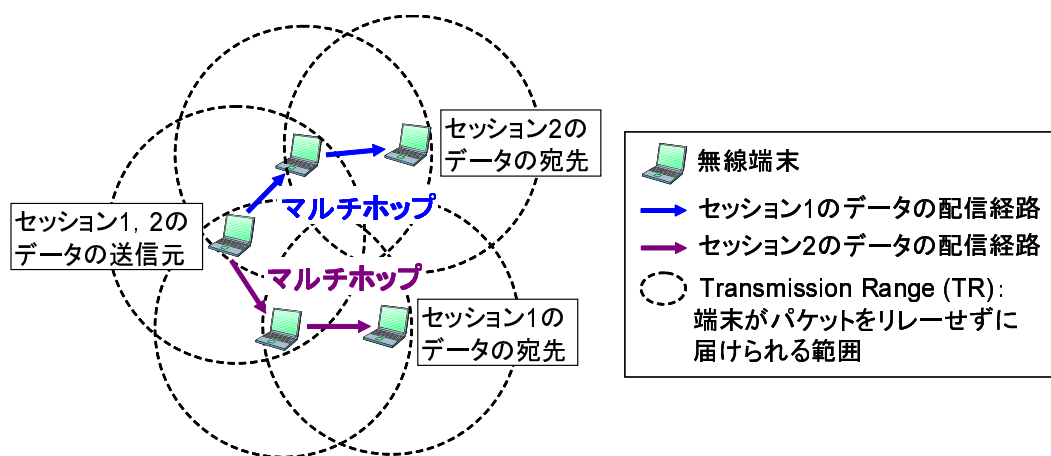 セッション2の
データの宛先
マルチホップ
セッション1, 2の
データの送信元
マルチホップ
セッション1の
データの宛先
無線端末
セッション1のデータの配信経路
セッション2のデータの配信経路
Transmission Range (TR):
端末がパケットをリレーせずに
届けられる範囲